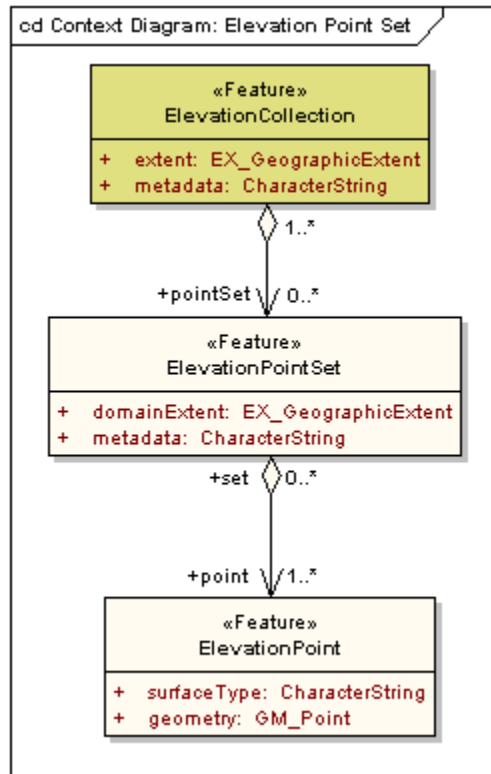 cd Context Diagram: Elevation Point Set
«Feature»
ElevationCollection
+ extent: EX_GeographicExtent
+ metadata: CharacterString
1..*
+pointSet 0..*
«Feature»
ElevationPointSet
+ domainExtent: EX_GeographicExtent
+ metadata: CharacterString
+set 0..*
+point 1..*
«Feature»
ElevationPoint
+ surfaceType: CharacterString
+ geometry: GM_Point